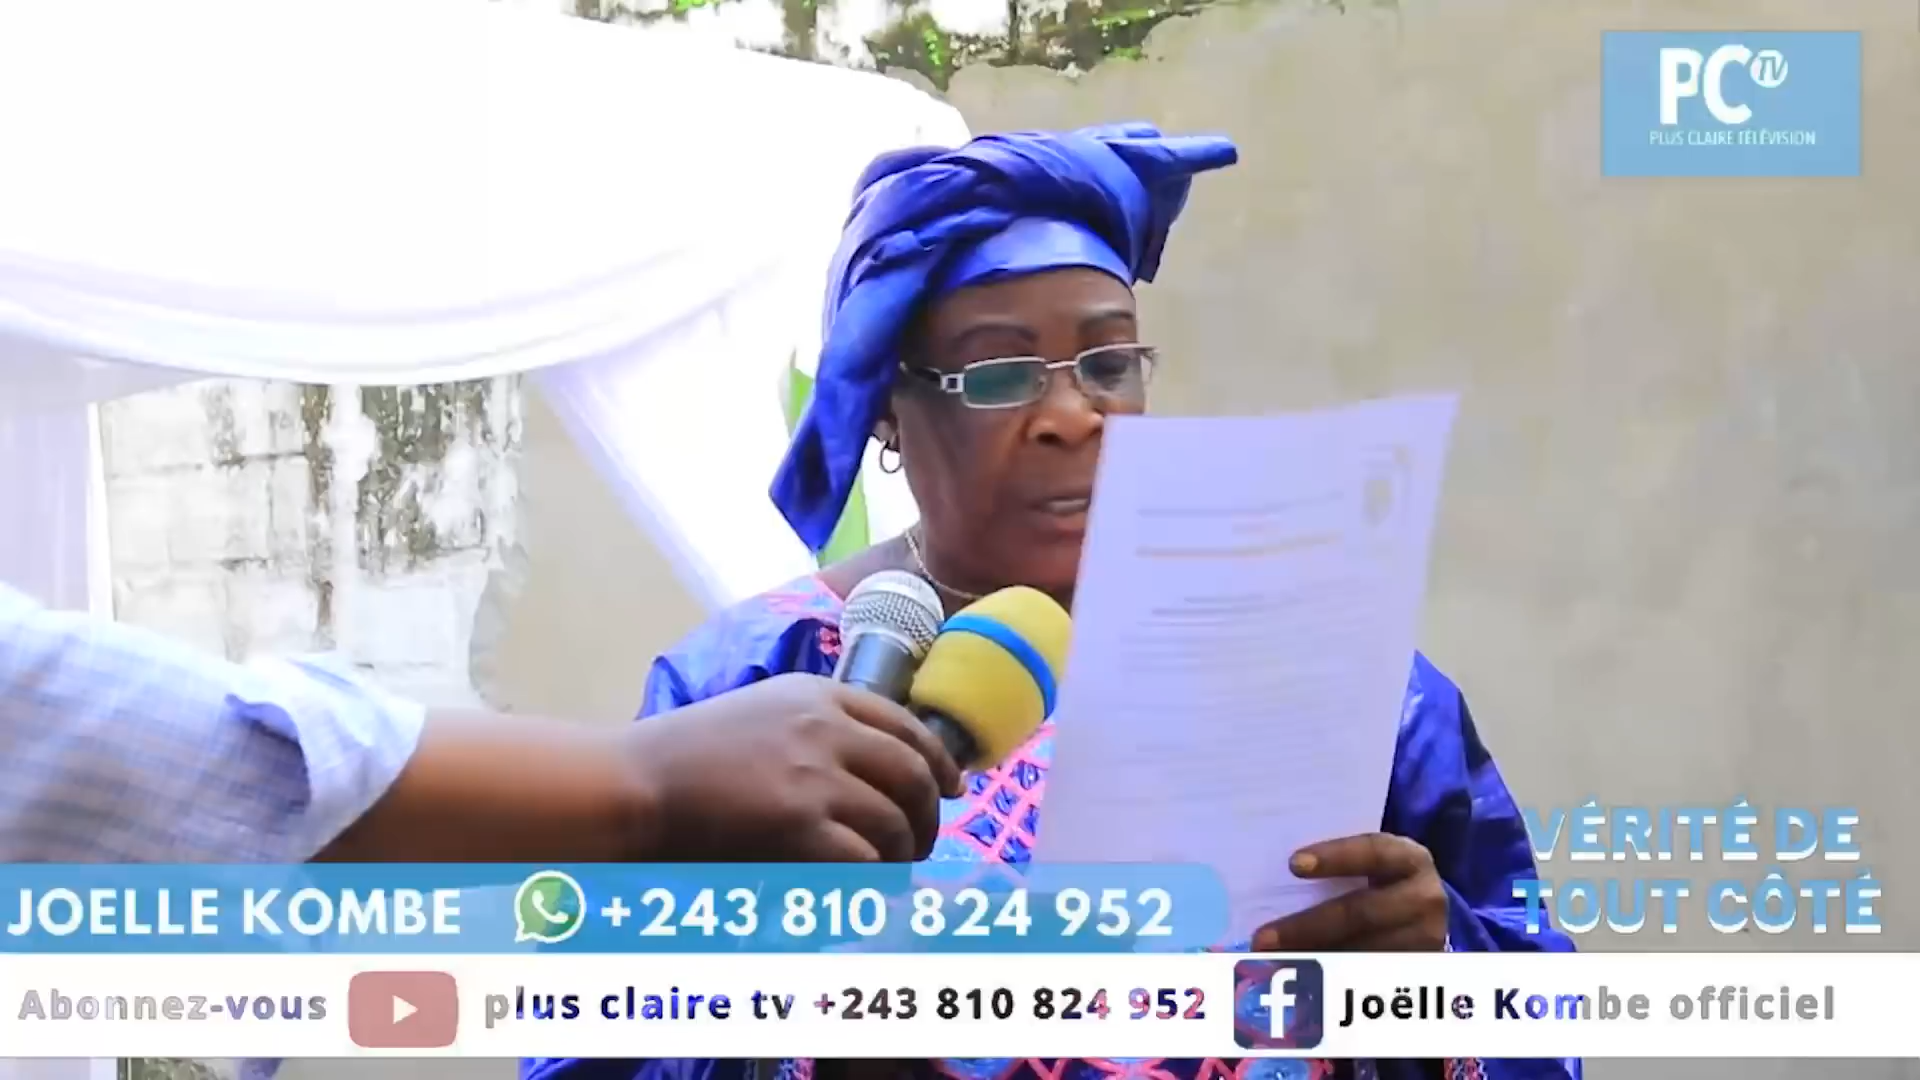 PC TV
PLUS CLAIRE TÉLÉVISION
VÉRITÉ DE
TOUT CÔTÉ
JOELLE KOMBE +243 810 824 952
Abonnez-vous plus claire tv +243 810 824 952 Joëlle Kombe officiel